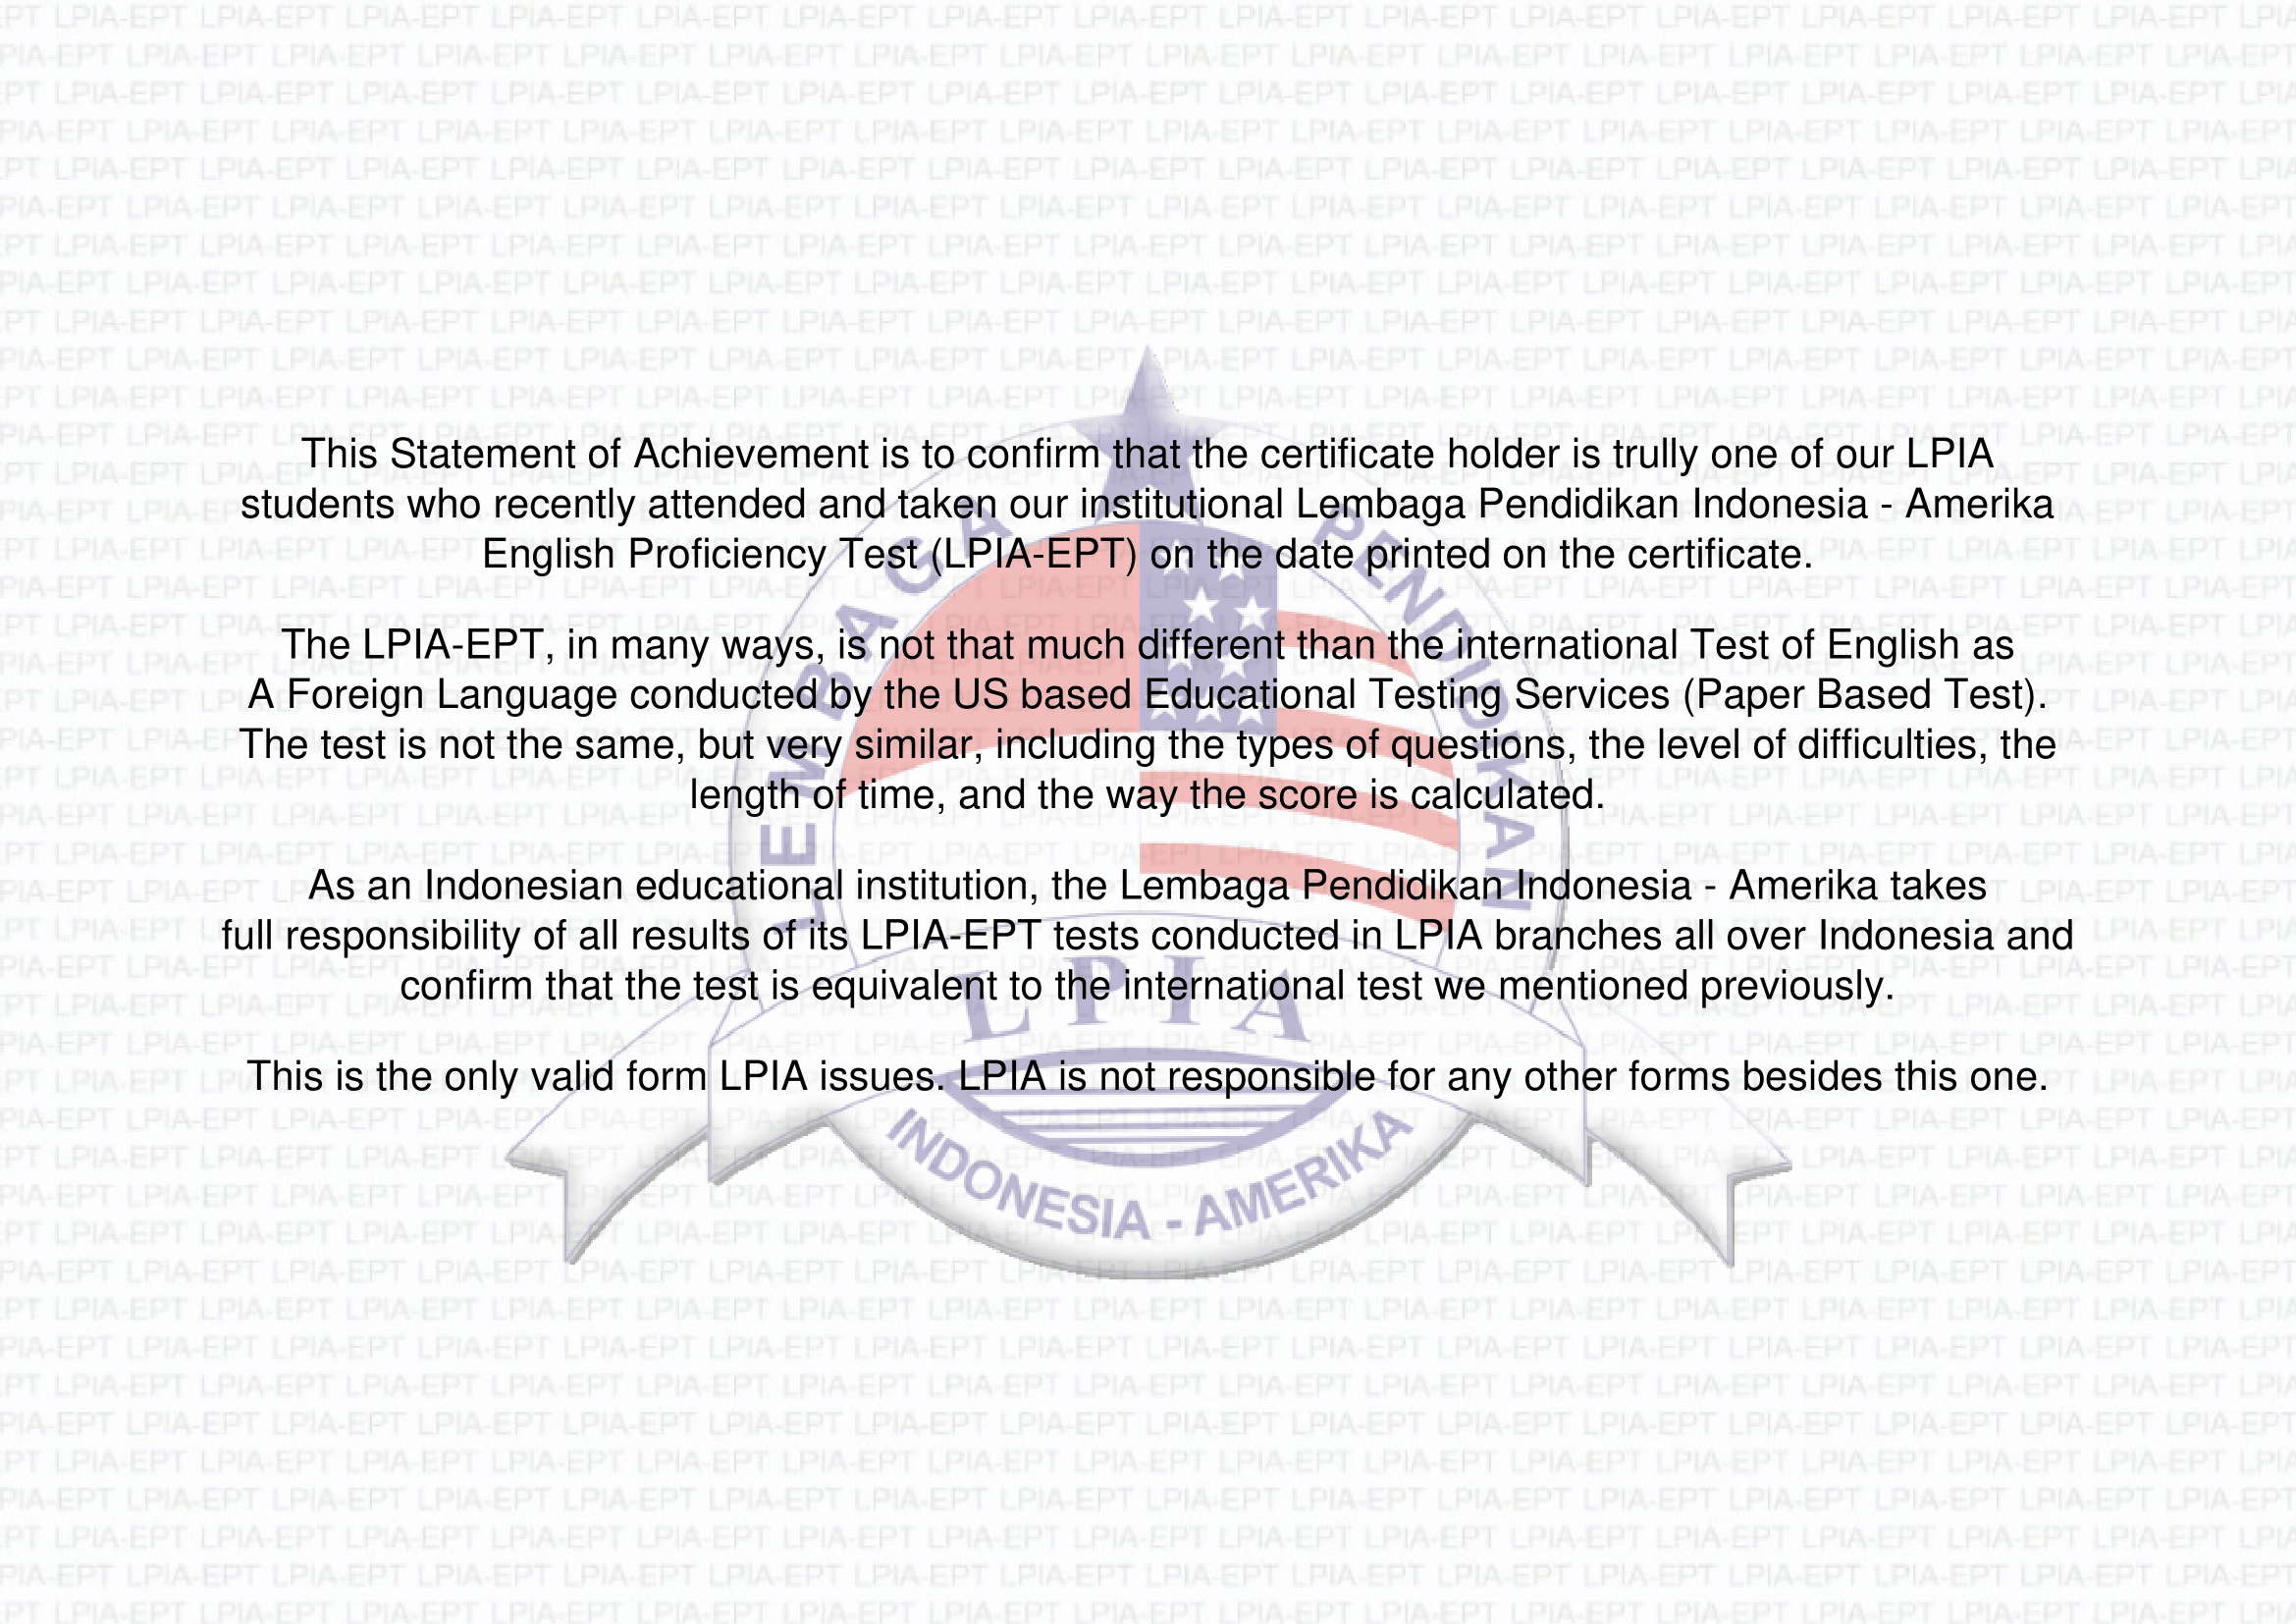 This Statement of Achievement is to confirm that the certificate holder is trully one of our LPIA
students who recently attended and taken our institutional Lembaga Pendidikan Indonesia - Amerika
English Proficiency Test (LPIA-EPT) on the date printed on the certificate.
The LPIA-EPT, in many ways, is not that much different than the international Test of English as
A Foreign Language conducted by the US based Educational Testing Services (Paper Based Test).
The test is not the same, but very similar, including the types of questions, the level of difficulties, the
length of time, and the way the score is calculated.
As an Indonesian educational institution, the Lembaga Pendidikan Indonesia - Amerika takes
full responsibility of all results of its LPIA-EPT tests conducted in LPIA branches all over Indonesia and
confirm that the test is equivalent to the international test we mentioned previously.
This is the only valid form LPIA issues. LPIA is not responsible for any other forms besides this one.
LEMBAGA PENDIDIKAN
LPIA
INDONESIA - AMERIKA